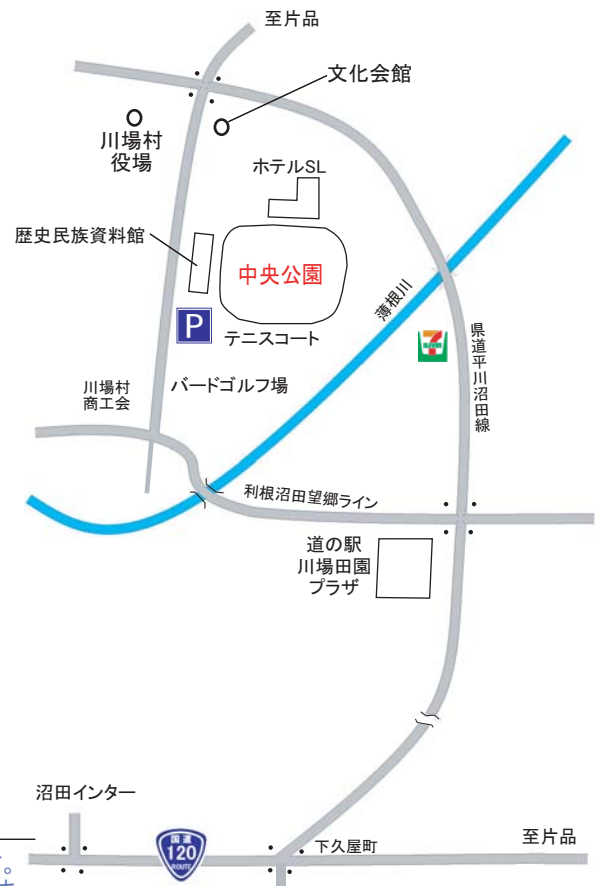 至片品
文化会館
川場村
役場
ホテルSL
歴史民族資料館
中央公園
薄根川
P
テニスコート
7
県道平川沼田線
川場村
商工会
バードゴルフ場
利根沼田望郷ライン
道の駅
川場田園
プラザ
沼田インター
国道
120
ROUTE
下久屋町
至片品